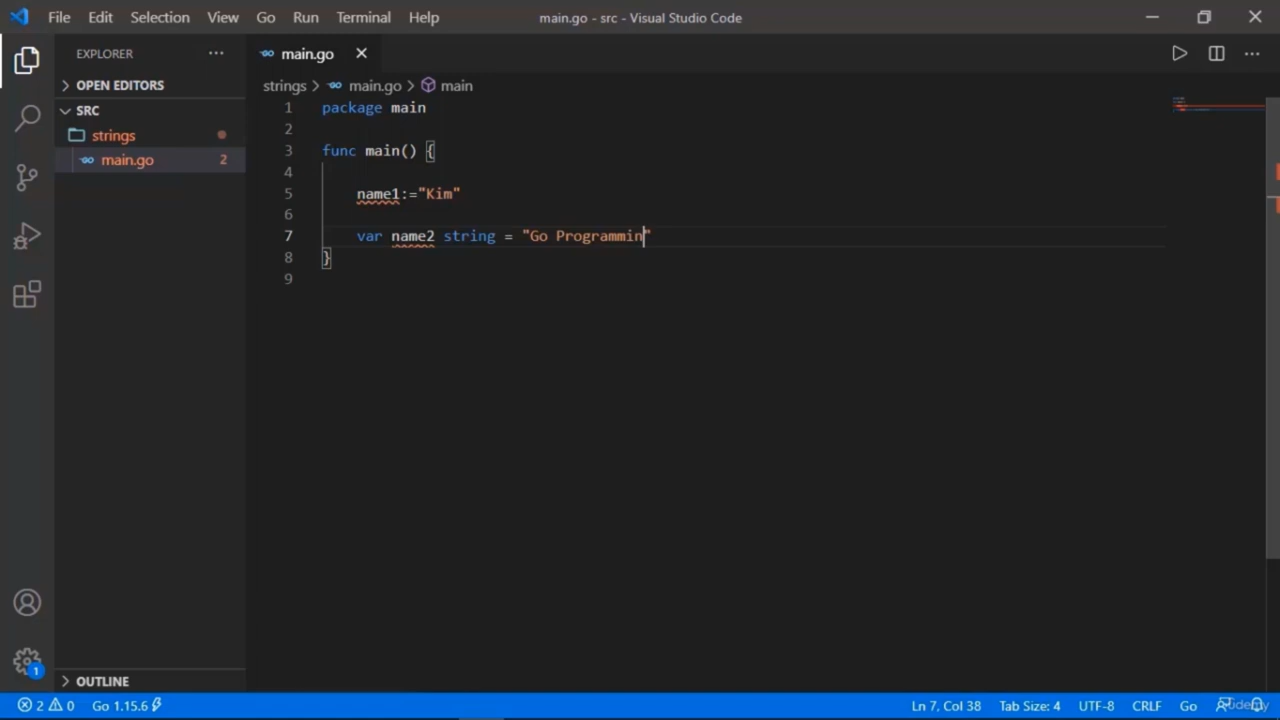 File Edit Selection View Go Run Terminal Help main.go - src - Visual Studio Code
EXPLORER ··· main.go
OPEN EDITORS strings > main.go > main
SRC
strings
main.go 2
1 package main
2
3 func main() {
4
5 name1:="Kim"
6
7 var name2 string = "Go Programmin"
8 }
9
OUTLINE
2 0 Go 1.15.6 Ln 7, Col 38 Tab Size: 4 UTF-8 CRLF Go
1